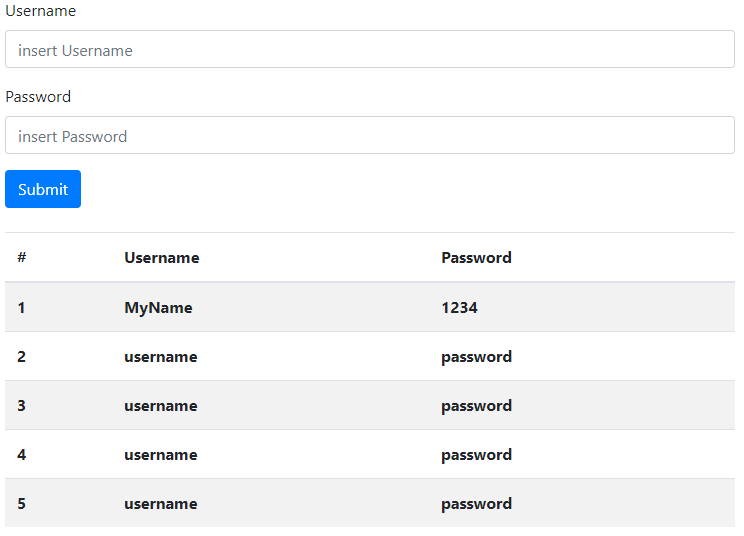 Username
insert Username
Password
insert Password
Submit
# Username Password
1 MyName 1234
2 username password
3 username password
4 username password
5 username password